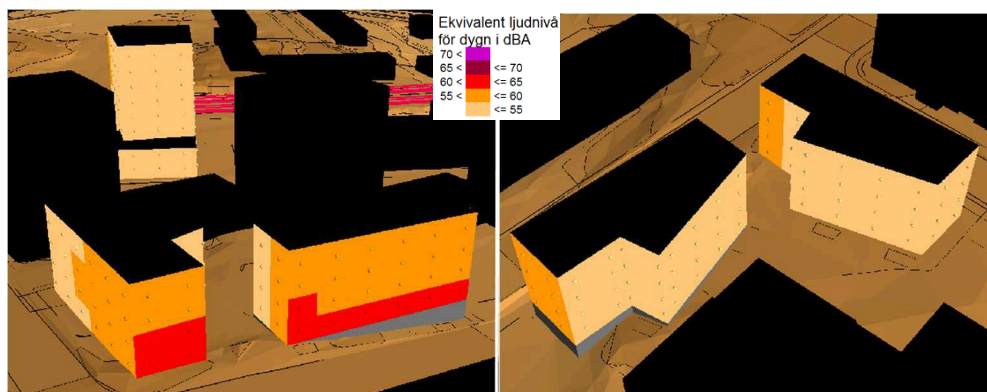 Ekvivalent ljudnivå
för dygn i dBA
70 <
65 < <= 70
60 < <= 65
55 < <= 60
<= 55